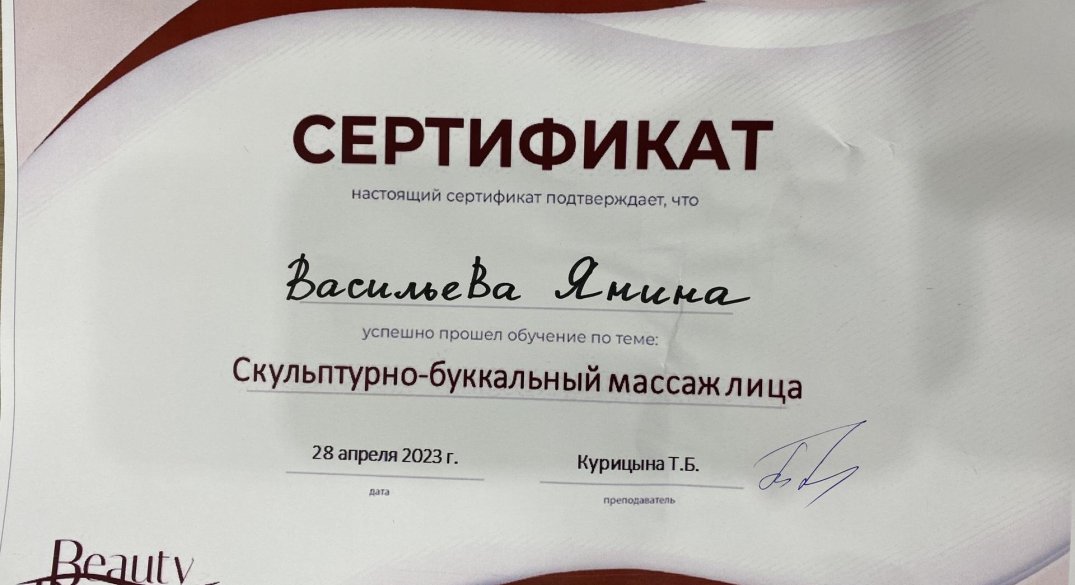 СЕРТИФИКАТ
настоящий сертификат подтверждает, что
Васильева Янина
успешно прошел обучение по теме:
Скульптурно-буккальный массаж лица
28 апреля 2023 г.
Курицына Т.Б.
дата
преподаватель
Beauty